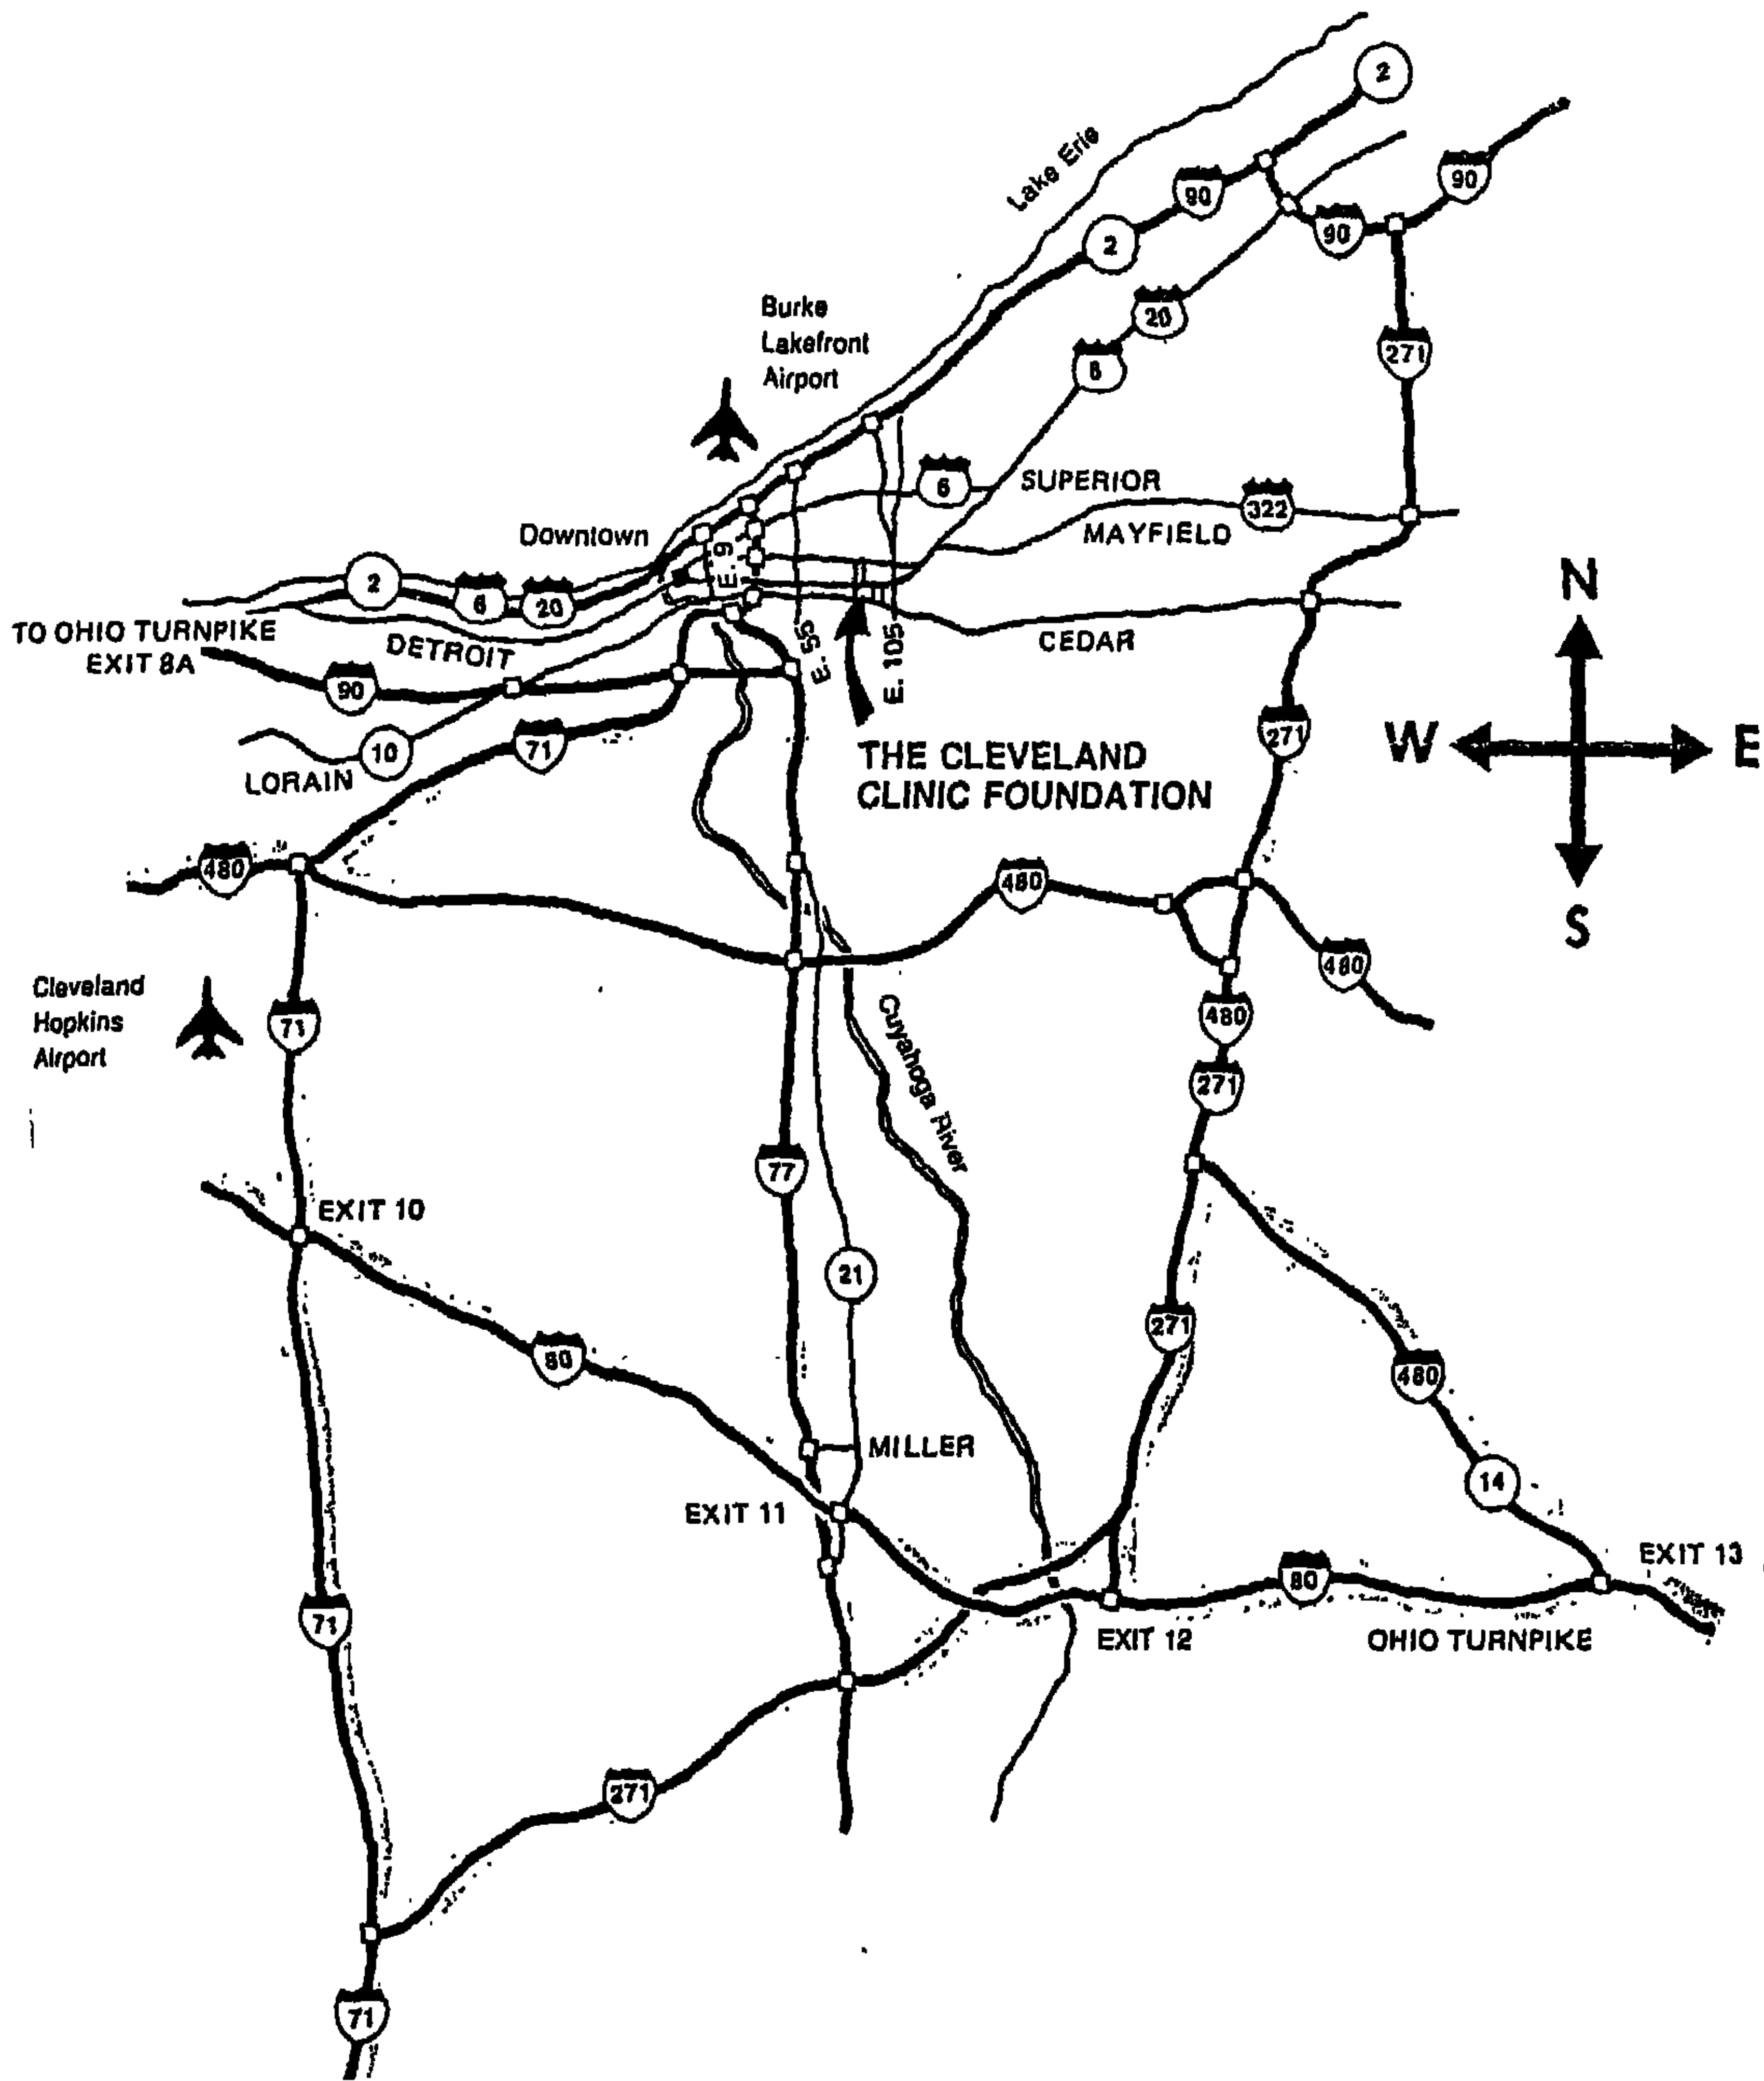 2
90
90
Lake Erie
90
2
20
Burke
Lakefront
Airport
6
271
6
SUPERIOR
322
MAYFIELD
Downtown
E. 9
2
6
20
N
TO OHIO TURNPIKE
EXIT 8A
DETROIT
E. 55
E. 105
CEDAR
90
271
W
E
10
71
LORAIN
THE CLEVELAND
CLINIC FOUNDATION
480
480
S
480
Cleveland
Hopkins
Airport
71
480
Cuyahoga River
271
77
EXIT 10
21
271
80
480
MILLER
14
EXIT 11
EXIT 13
80
71
EXIT 12
OHIO TURNPIKE
271
71